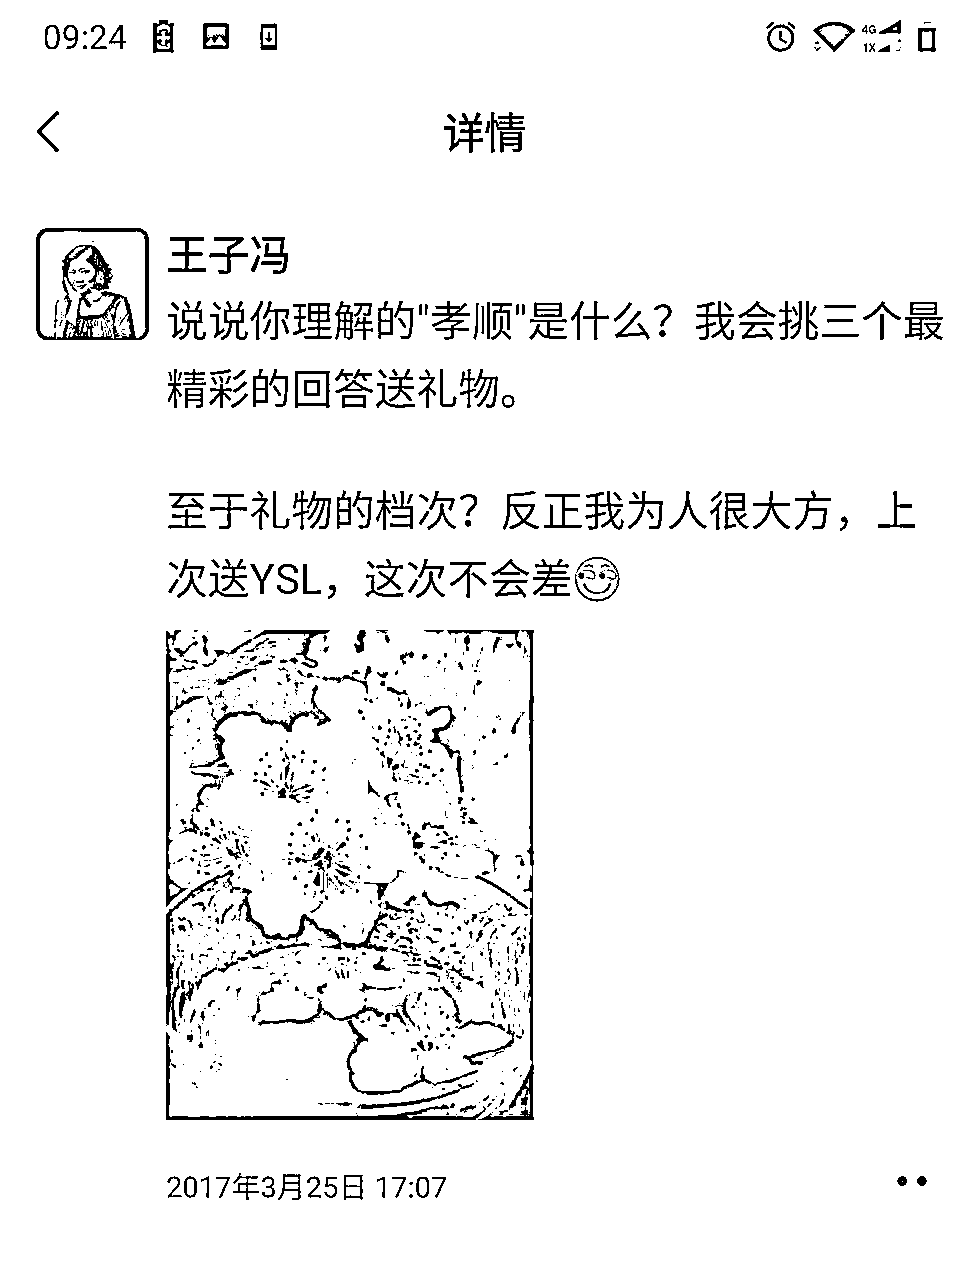 09:24
4G
1X
详情
王子冯
说说你理解的"孝顺"是什么？我会挑三个最
精彩的回答送礼物。
至于礼物的档次？反正我为人很大方，上
次送YSL，这次不会差
2017年3月25日 17:07